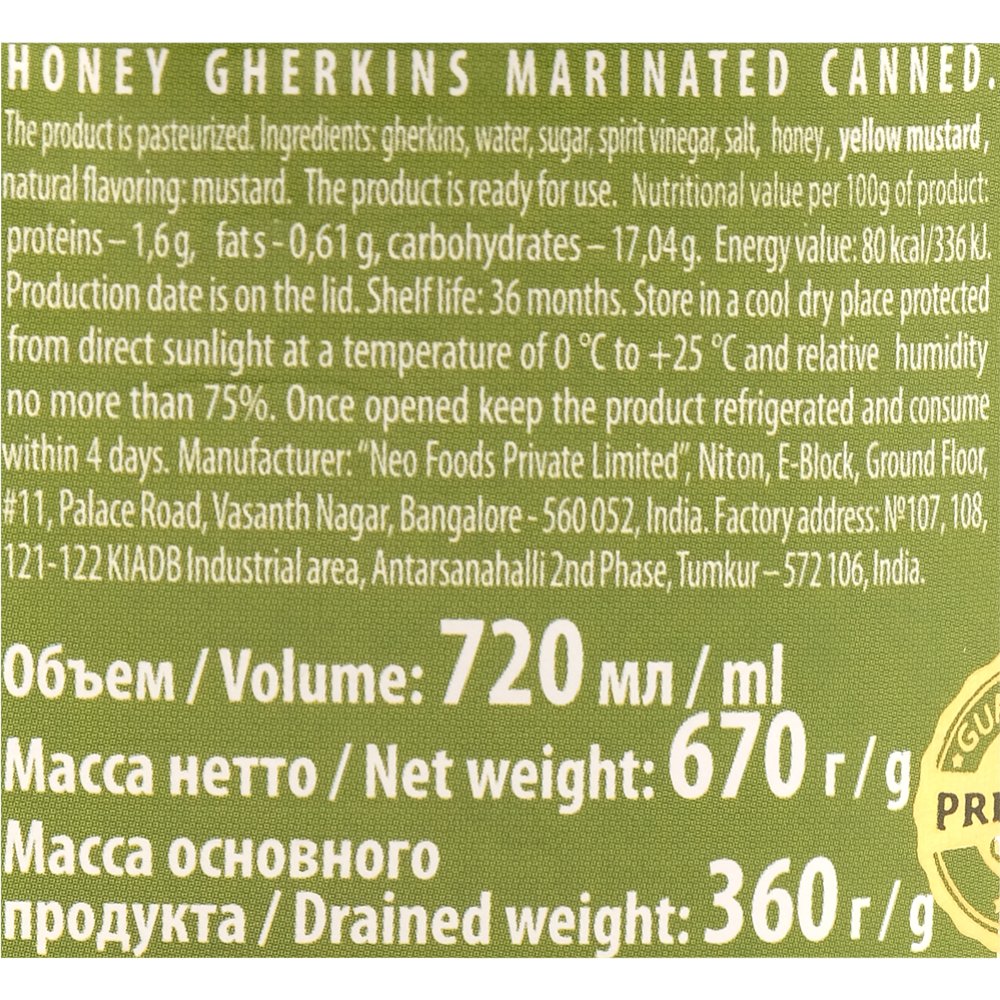 HONEY GHERKINS MARINATED CANNED.
The product is pasteurized. Ingredients: gherkins, water, sugar, spirit vinegar, salt, honey, yellow mustard,
natural flavoring: mustard. The product is ready for use. Nutritional value per 100g of product:
proteins – 1,6 g, fats - 0,61 g, carbohydrates – 17,04 g. Energy value: 80 kcal/336 kJ.
Production date is on the lid. Shelf life: 36 months. Store in a cool dry place protected
from direct sunlight at a temperature of 0 °C to +25 °C and relative humidity
no more than 75%. Once opened keep the product refrigerated and consume
within 4 days. Manufacturer: “Neo Foods Private Limited”, Niton, E-Block, Ground Floor,
#11, Palace Road, Vasanth Nagar, Bangalore - 560 052, India. Factory address: №107, 108,
121-122 KIADB Industrial area, Antarsanahalli 2nd Phase, Tumkur – 572 106, India.
Объем / Volume: 720 мл / ml
Масса нетто / Net weight: 670 г / g
Масса основного
продукта / Drained weight: 360 г / g